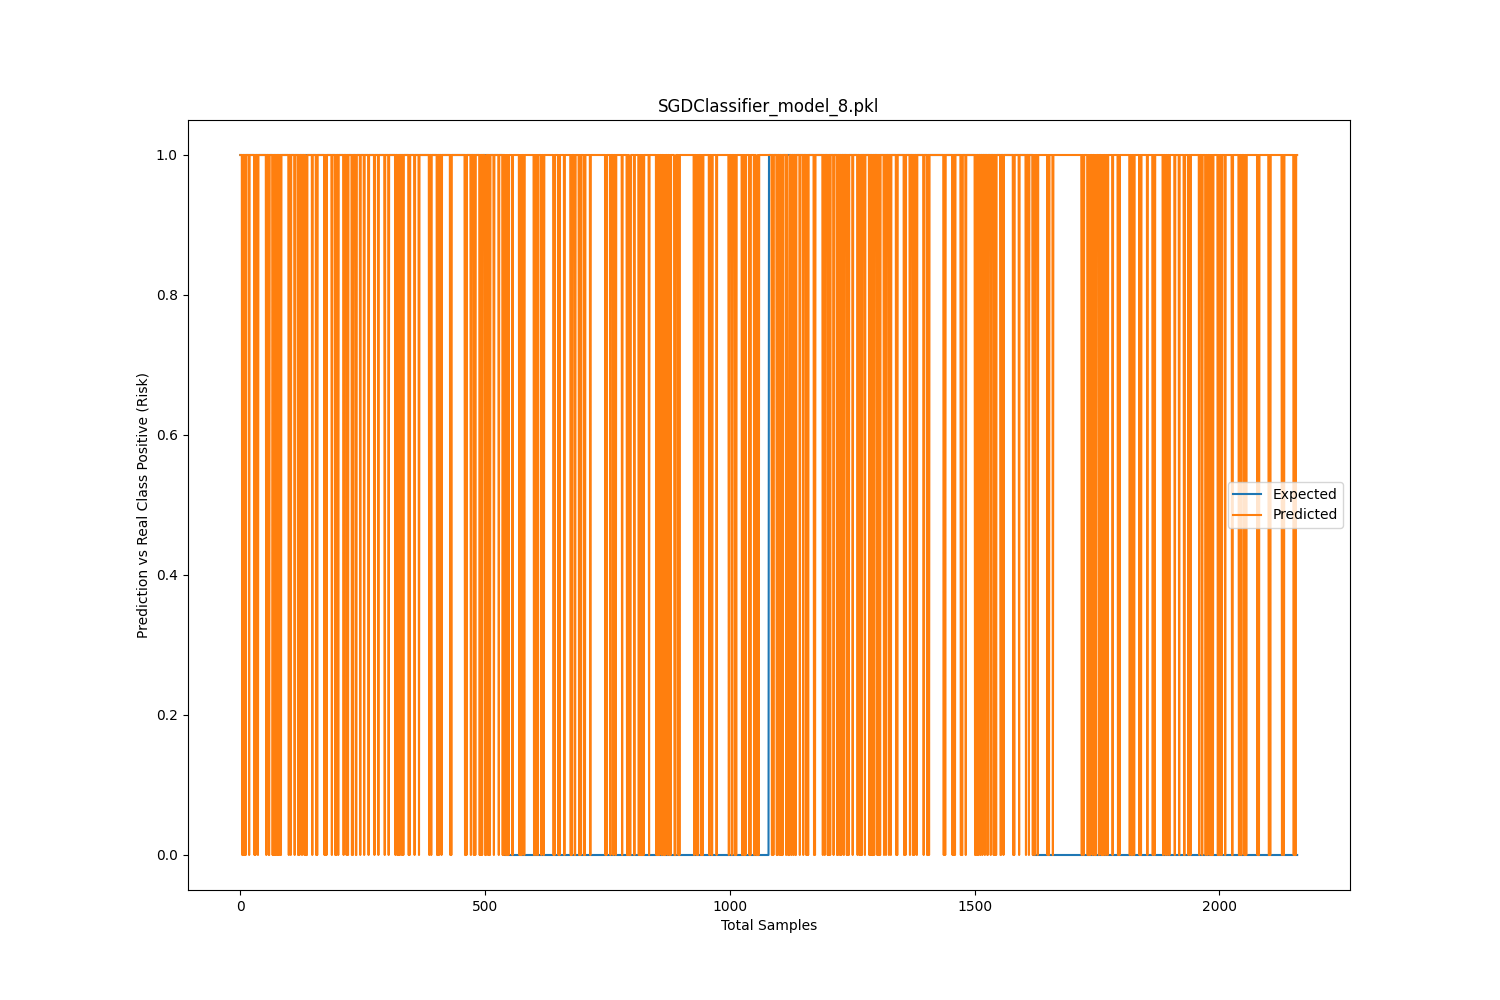 SGDClassifier_model_8.pkl
1.0
0.8
0.6
0.4
0.2
0.0
Prediction vs Real Class Positive (Risk)
Expected
Predicted
0
500
1000
1500
2000
Total Samples